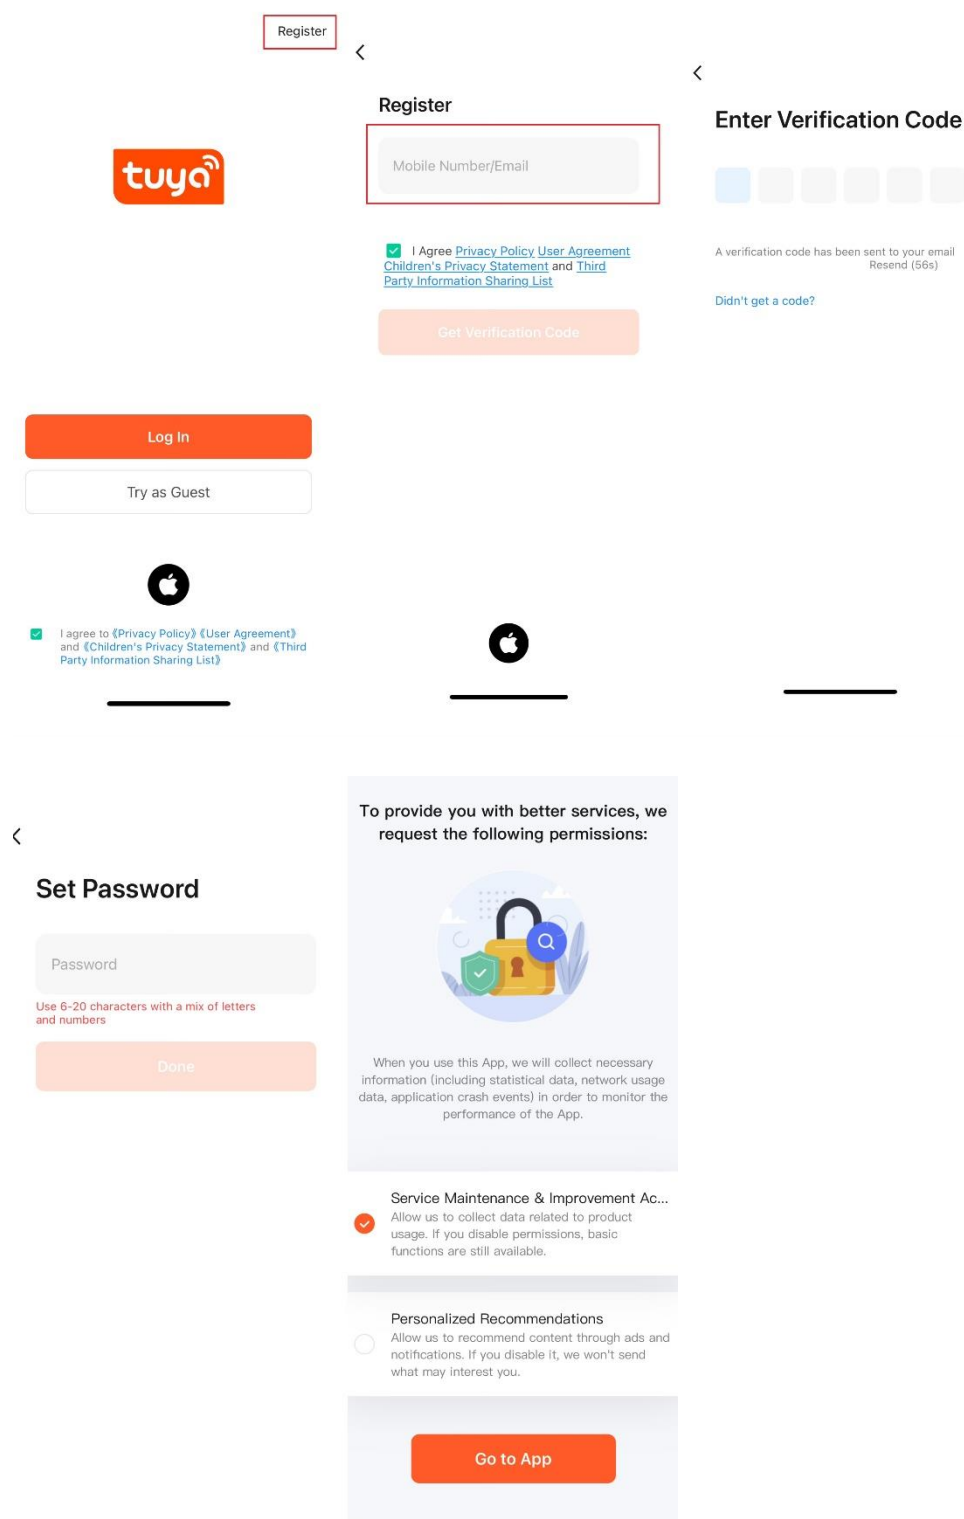 Register
tuya
Log In
Try as Guest
I agree to 《Privacy Policy》 《User Agreement》
and 《Children's Privacy Statement》 and 《Third
Party Information Sharing List》
Register
Mobile Number/Email
I Agree Privacy Policy User Agreement
Children's Privacy Statement and Third
Party Information Sharing List
Get Verification Code
Enter Verification Code
A verification code has been sent to your email
Resend (56s)
Didn't get a code?
Set Password
Password
Use 6-20 characters with a mix of letters
and numbers
Done
To provide you with better services, we
request the following permissions:
When you use this App, we will collect necessary
information (including statistical data, network usage
data, application crash events) in order to monitor the
performance of the App.
Service Maintenance & Improvement Ac...
Allow us to collect data related to product
usage. If you disable permissions, basic
functions are still available.
Personalized Recommendations
Allow us to recommend content through ads and
notifications. If you disable it, we won't send
what may interest you.
Go to App